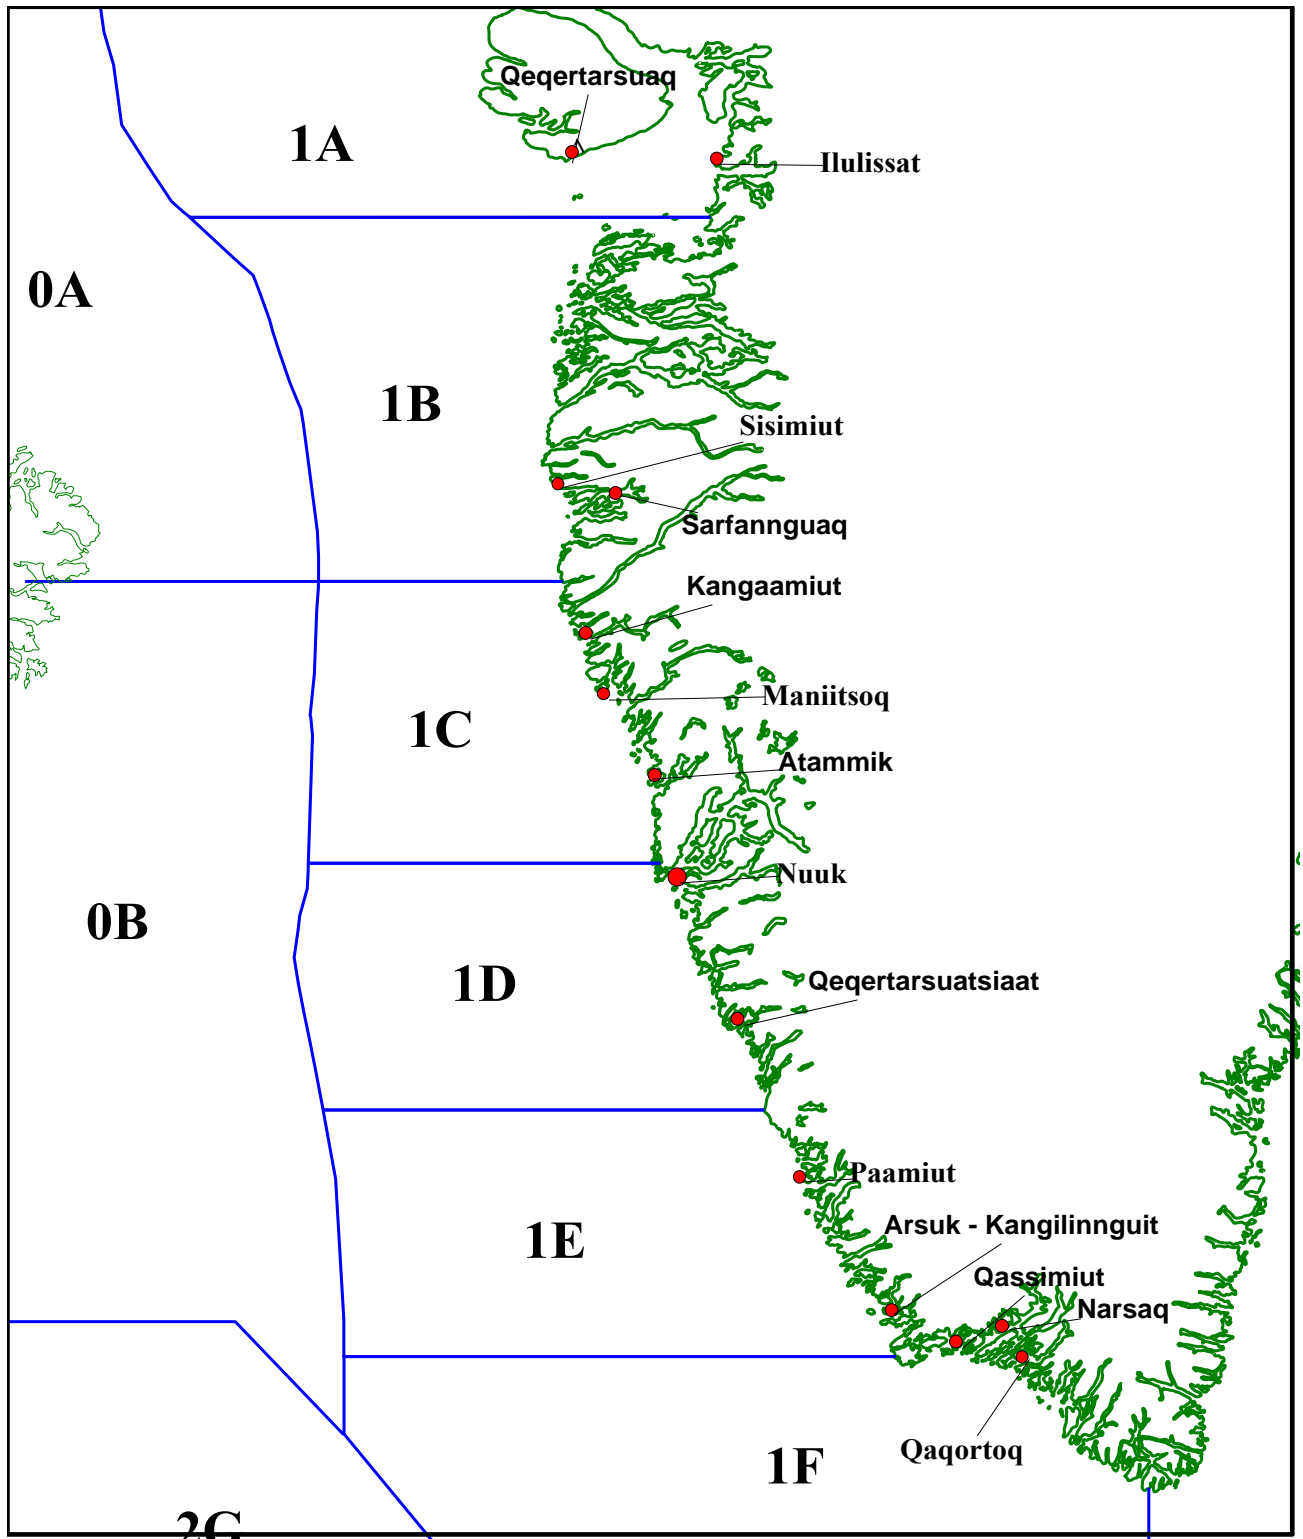 Qeqertarsuaq
1A
Ilulissat
0A
1B
Sisimiut
Sarfannguaq
Kangaamiut
Maniitsoq
1C
Atammik
Nuuk
0B
1D
Qeqertarsuatsiaat
Paamiut
Arsuk - Kangilinnguit
1E
Qassimiut
Narsaq
Qaqortoq
1F
2G